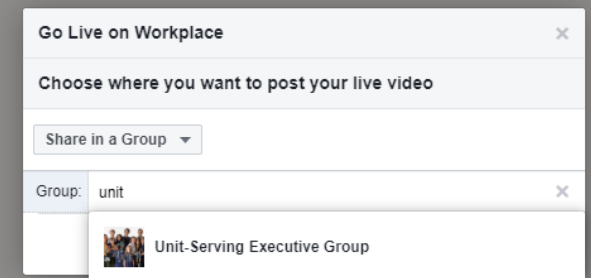 Go Live on Workplace
Choose where you want to post your live video
Share in a Group
Group: unit
Unit-Serving Executive Group